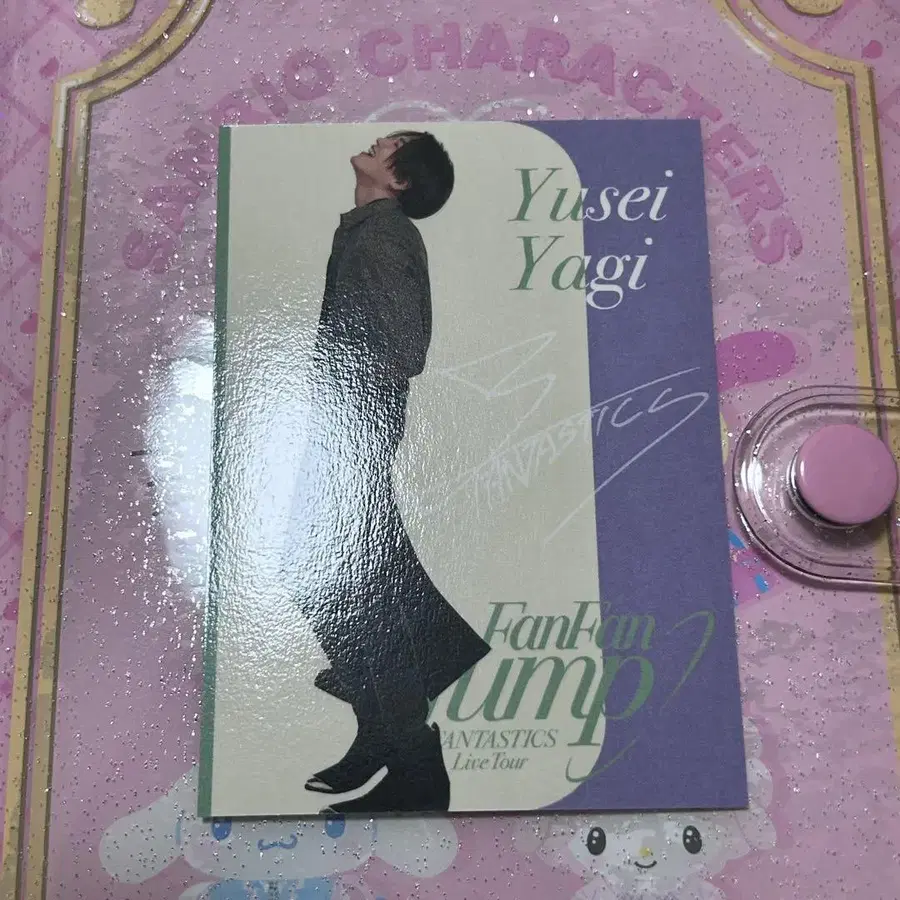 SANRIO CHARACTERS
Yusei
Yagi
FANTASTICS
FanFan
Jump
FANTASTICS
Live Tour